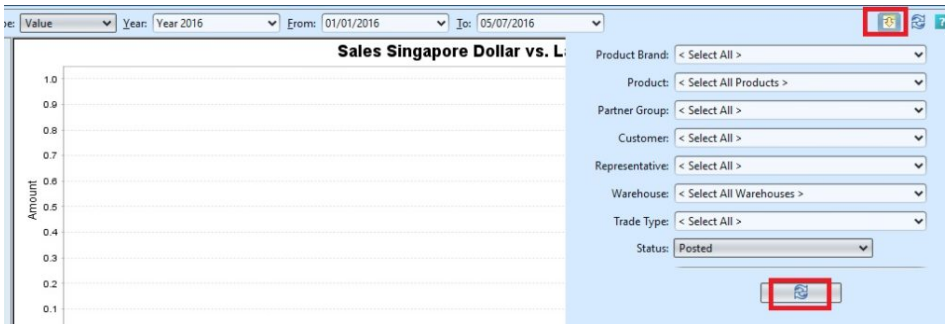 pe: Value Year: Year 2016 From: 01/01/2016 To: 05/07/2016 ?
Sales Singapore Dollar vs. L
Amount
1.0
0.9
0.8
0.7
0.6
0.5
0.4
0.3
0.2
0.1
Product Brand: < Select All >
Product: < Select All Products >
Partner Group: < Select All >
Customer: < Select All >
Representative: < Select All >
Warehouse: < Select All Warehouses >
Trade Type: < Select All >
Status: Posted